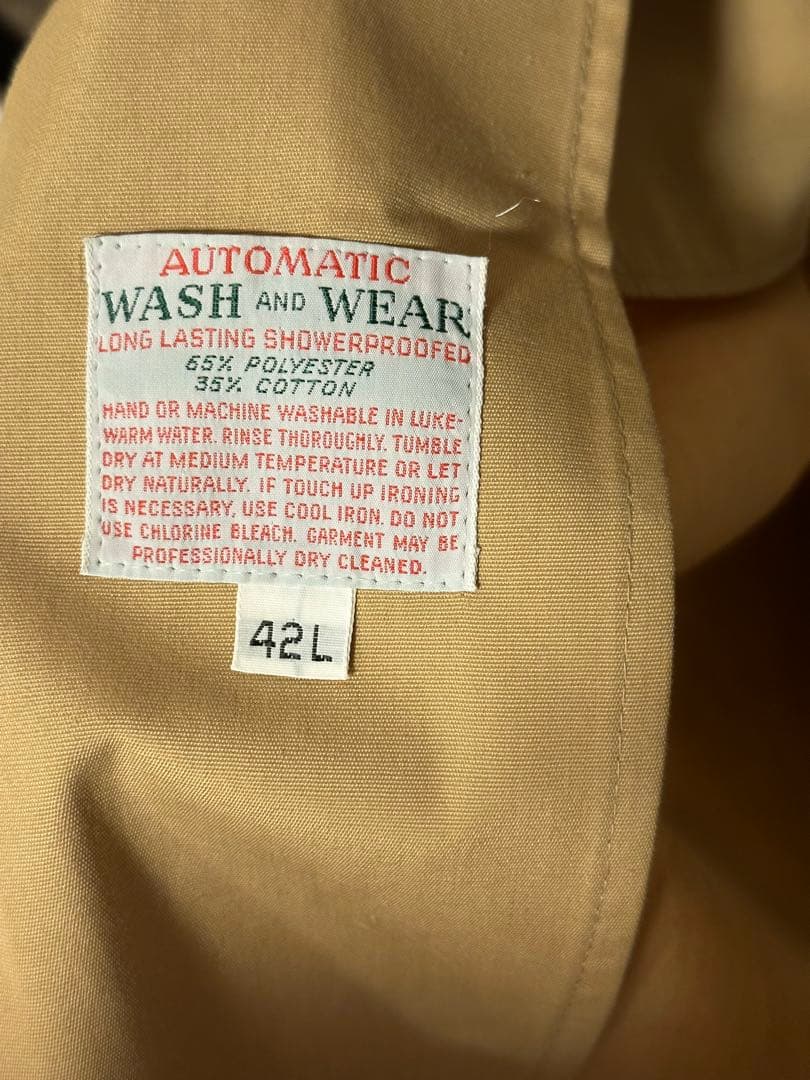 AUTOMATIC
WASH AND WEAR
LONG LASTING SHOWERPROOFED
65% POLYESTER
35% COTTON
HAND OR MACHINE WASHABLE IN LUKE-
WARM WATER. RINSE THOROUGHLY. TUMBLE
DRY AT MEDIUM TEMPERATURE OR LET
DRY NATURALLY. IF TOUCH UP IRONING
IS NECESSARY, USE COOL IRON. DO NOT
USE CHLORINE BLEACH. GARMENT MAY BE
PROFESSIONALLY DRY CLEANED.
42L